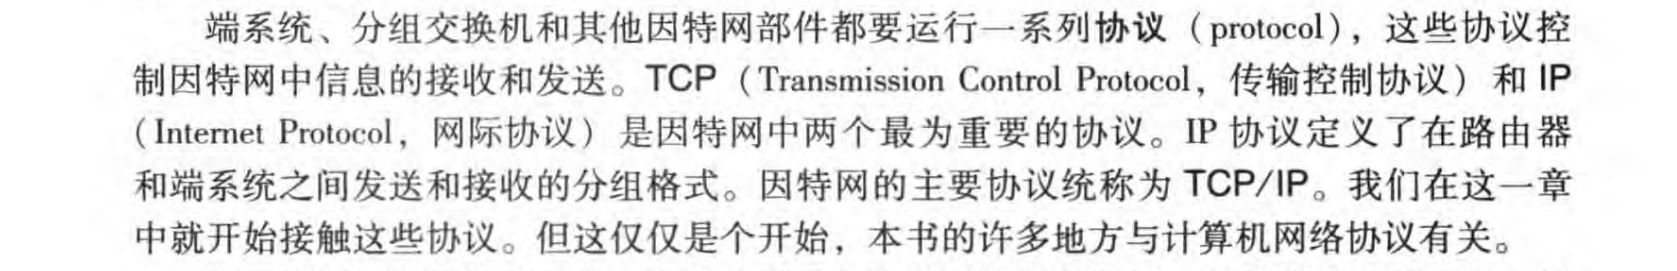 端系统、分组交换机和其他因特网部件都要运行一系列协议（protocol），这些协议控
制因特网中信息的接收和发送。TCP（Transmission Control Protocol，传输控制协议）和 IP
（Internet Protocol，网际协议）是因特网中两个最为重要的协议。IP 协议定义了在路由器
和端系统之间发送和接收的分组格式。因特网的主要协议统称为 TCP/IP。我们在这一章
中就开始接触这些协议。但这仅仅是个开始，本书的许多地方与计算机网络协议有关。